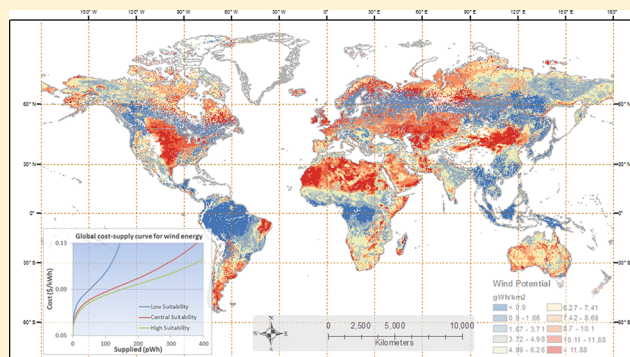 150° W 120° W 90° W 60° W 30° W 0° 30° E 60° E 90° E 120° E 150° E 160°
60° N
60° N
30° N
30° N
0°
0°
30° S
30° S
60° S
60° S
Global cost-supply curve for wind energy
Cost ($/kWh)
0.13
0.09
0.05
Low Suitability
Central Suitability
High Suitability
0 100 200 300 400
Supplied (pWh)
N
W E
S
0 2,500 5,000 10,000
Kilometers
Wind Potential
gWh/km2
< 0.9
0.9 - 1.66
1.67 - 3.71
3.72 - 4.98
4.99 - 6.26
6.27 - 7.41
7.42 - 8.69
8.7 - 10.1
10.11 - 11.88
> 11.88